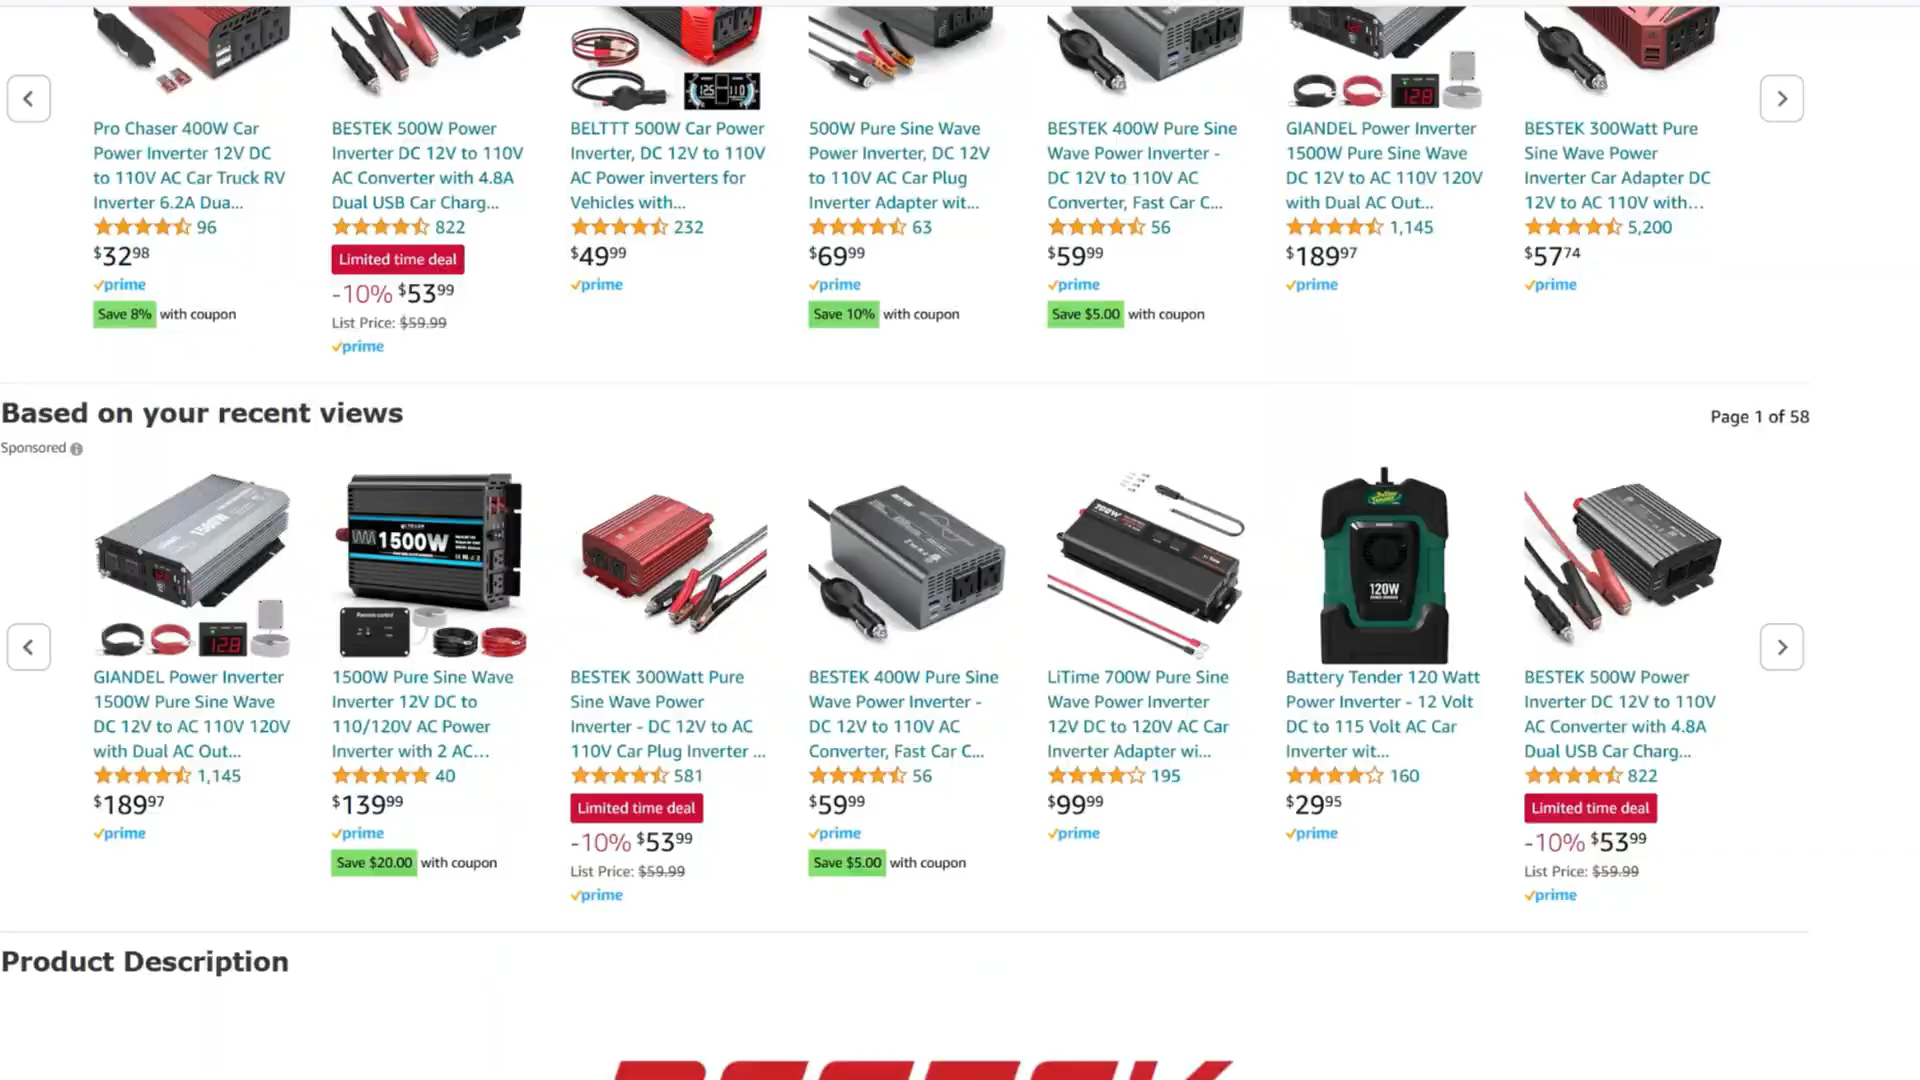 Pro Chaser 400W Car
Power Inverter 12V DC
to 110V AC Car Truck RV
Inverter 6.2A Dua...
96
$32.98
prime
Save 8% with coupon
BESTEK 500W Power
Inverter DC 12V to 110V
AC Converter with 4.8A
Dual USB Car Charg...
822
Limited time deal
-10% $53.99
List Price: $59.99
prime
BELTTT 500W Car Power
Inverter, DC 12V to 110V
AC Power inverters for
Vehicles with...
232
$49.99
prime
500W Pure Sine Wave
Power Inverter, DC 12V
to 110V AC Car Plug
Inverter Adapter wit...
63
$69.99
prime
Save 10% with coupon
BESTEK 400W Pure Sine
Wave Power Inverter -
DC 12V to 110V AC
Converter, Fast Car C...
56
$59.99
prime
Save $5.00 with coupon
128
GIANDEL Power Inverter
1500W Pure Sine Wave
DC 12V to AC 110V 120V
with Dual AC Out...
1,145
$189.97
prime
BESTEK 300Watt Pure
Sine Wave Power
Inverter Car Adapter DC
12V to AC 110V with...
5,200
$57.74
prime
Based on your recent views
Page 1 of 58
Sponsored
1500W
12.8
GIANDEL Power Inverter
1500W Pure Sine Wave
DC 12V to AC 110V 120V
with Dual AC Out...
1,145
$189.97
prime
1500W
Remote control
1500W Pure Sine Wave
Inverter 12V DC to
110/120V AC Power
Inverter with 2 AC...
40
$139.99
prime
Save $20.00 with coupon
BESTEK 300Watt Pure
Sine Wave Power
Inverter - DC 12V to AC
110V Car Plug Inverter ...
581
Limited time deal
-10% $53.99
List Price: $59.99
prime
BESTEK 400W Pure Sine
Wave Power Inverter -
DC 12V to 110V AC
Converter, Fast Car C...
56
$59.99
prime
Save $5.00 with coupon
700W
LiTime 700W Pure Sine
Wave Power Inverter
12V DC to 120V AC Car
Inverter Adapter wi...
195
$99.99
prime
120W
Battery Tender 120 Watt
Power Inverter - 12 Volt
DC to 115 Volt AC Car
Inverter wit...
160
$29.95
prime
BESTEK 500W Power
Inverter DC 12V to 110V
AC Converter with 4.8A
Dual USB Car Charg...
822
Limited time deal
-10% $53.99
List Price: $59.99
prime
Product Description
BESTEK